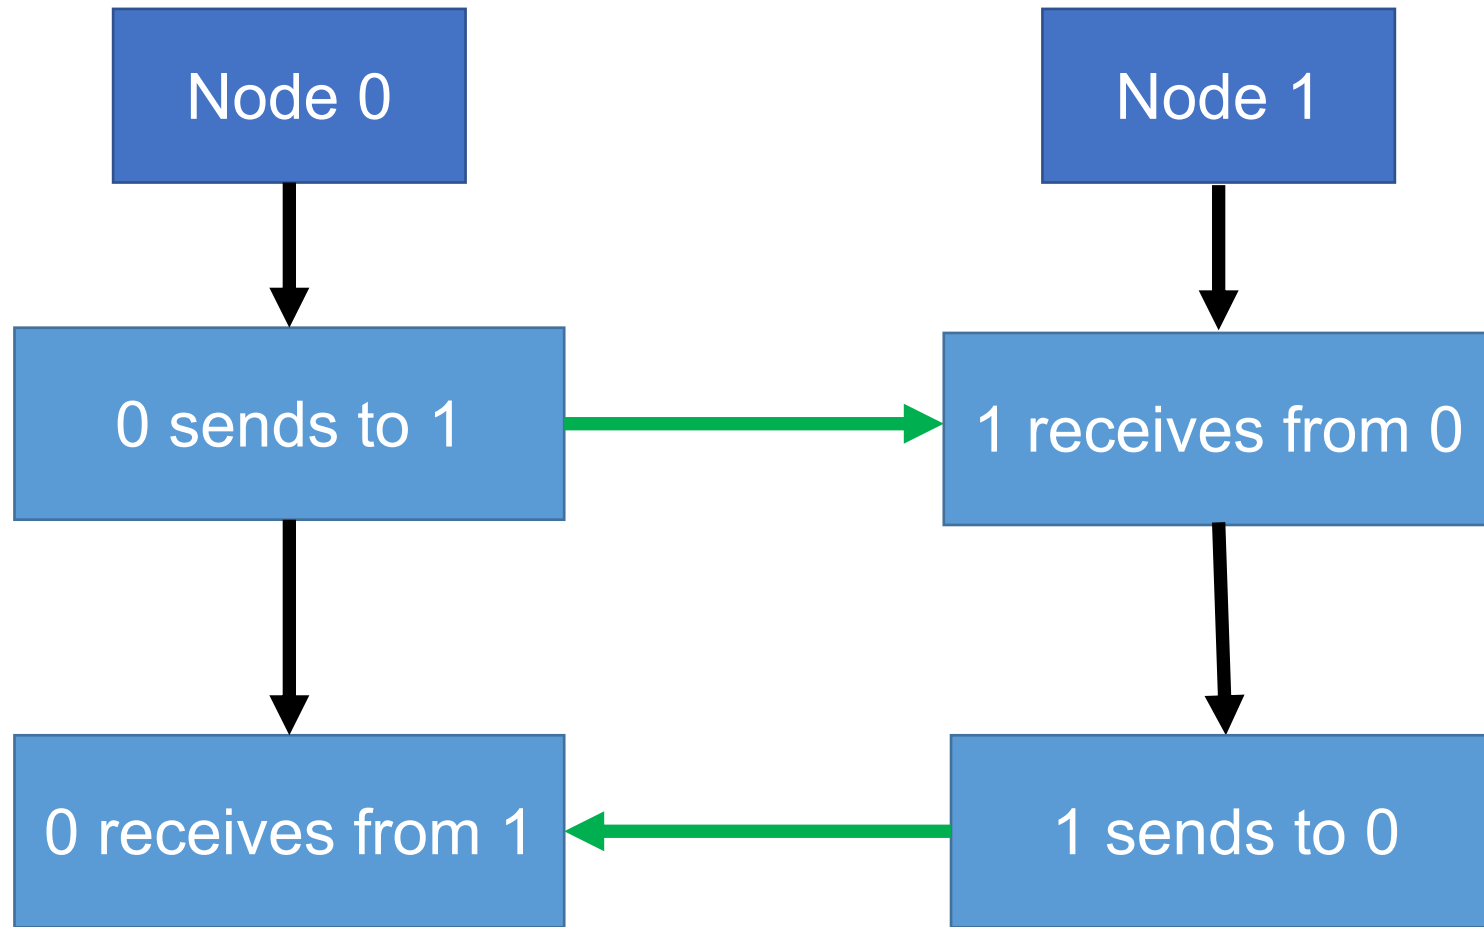 Node 0
Node 1
0 sends to 1
1 receives from 0
0 receives from 1
1 sends to 0